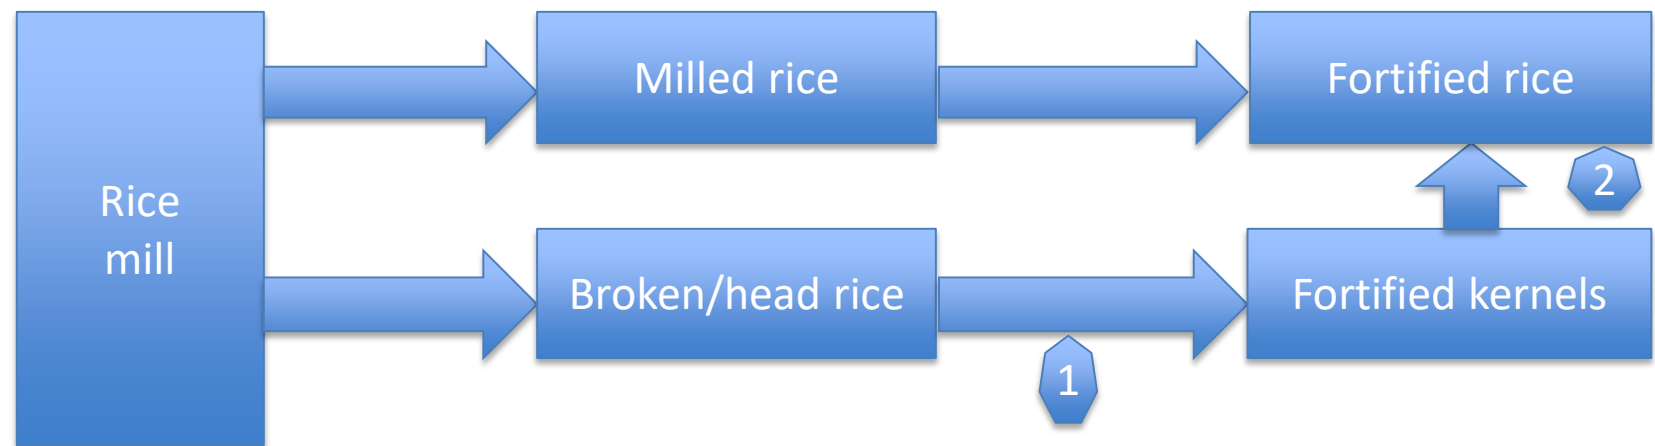 Rice
mill
Milled rice
Fortified rice
2
Broken/head rice
Fortified kernels
1